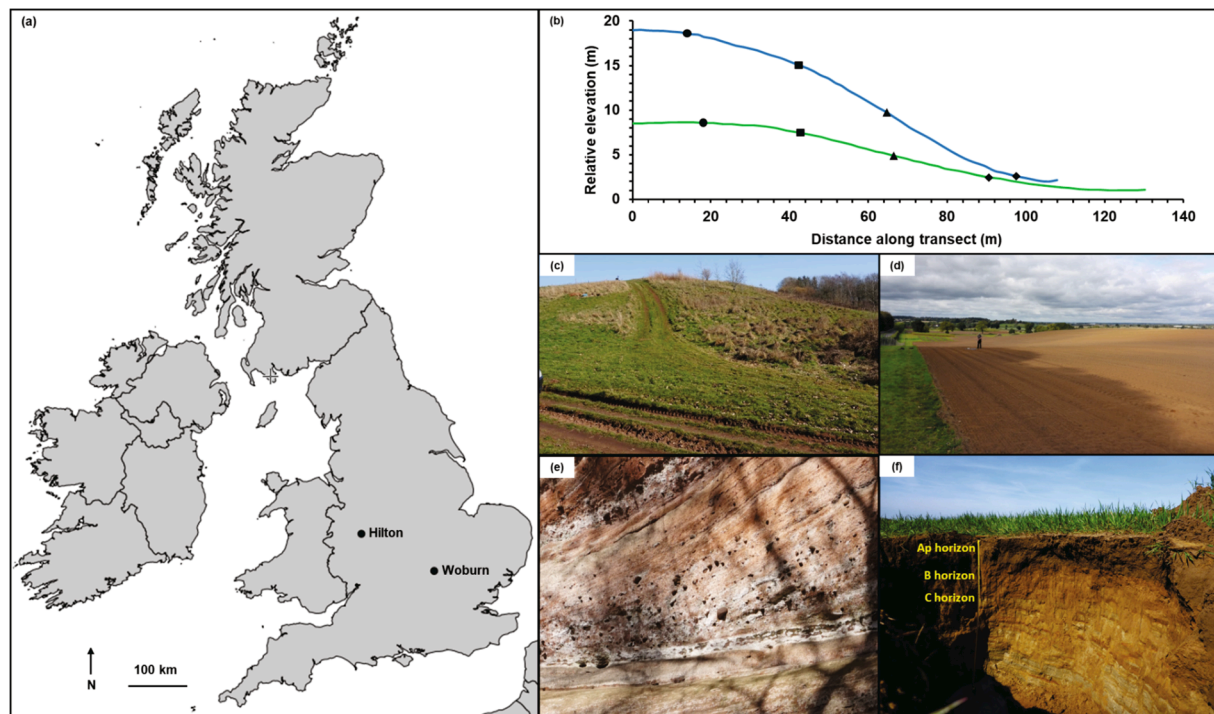 (a)
Hilton
Woburn
N
100 km
(b)
Relative elevation (m)
20
15
10
5
0
0 20 40 60 80 100 120 140
Distance along transect (m)
(c)
(d)
(e)
(f)
Ap horizon
B horizon
C horizon